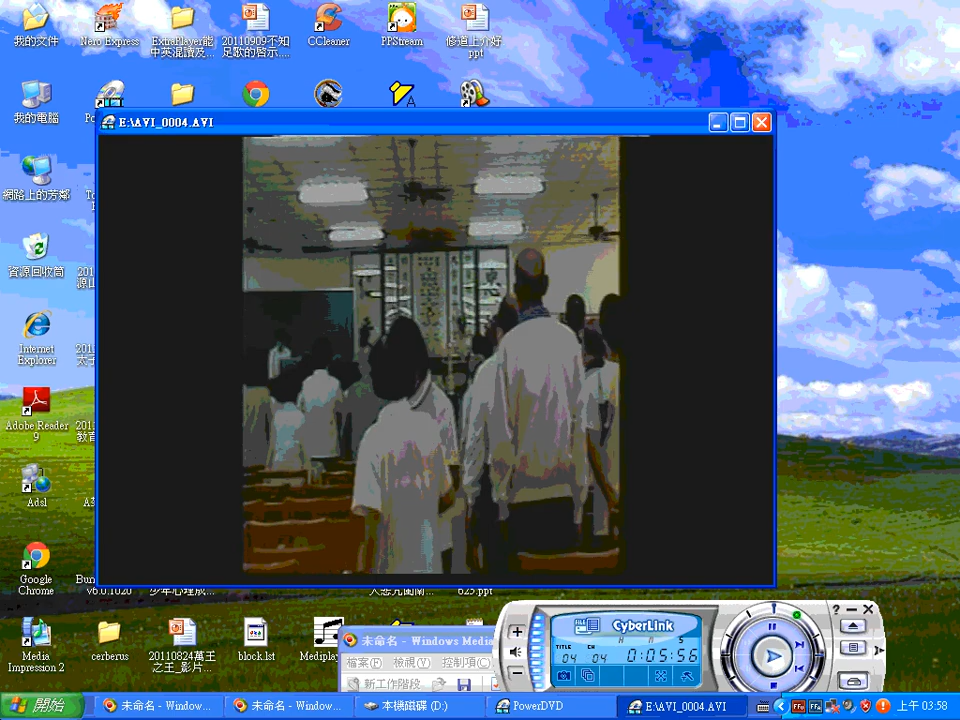 我的文件
Nero Express
ExtraPlayer能
中英混讀及...
20110909不知
足歌的啓示....
CCleaner
PPStream
修道上介好
ppt
我的電腦
E:\AVI_0004.AVI
網路上的芳鄰
資源回收筒
Internet
Explorer
Adobe Reader
9
Adsl
Google
Chrome
v6.0.1020
623.ppt
Media
Impression 2
cerberus
20110824萬王
之王_影片...
block.lst
未命名 - Windows Media
檔案(F) 檢視(V) 控制項(C)
新工作階段
CyberLink
H M S
TITLE
04
CH
04
0:05:56
開始
未命名 - Window...
未命名 - Window...
本機磁碟 (D:)
PowerDVD
E:\AVI_0004.AVI
上午 03:58